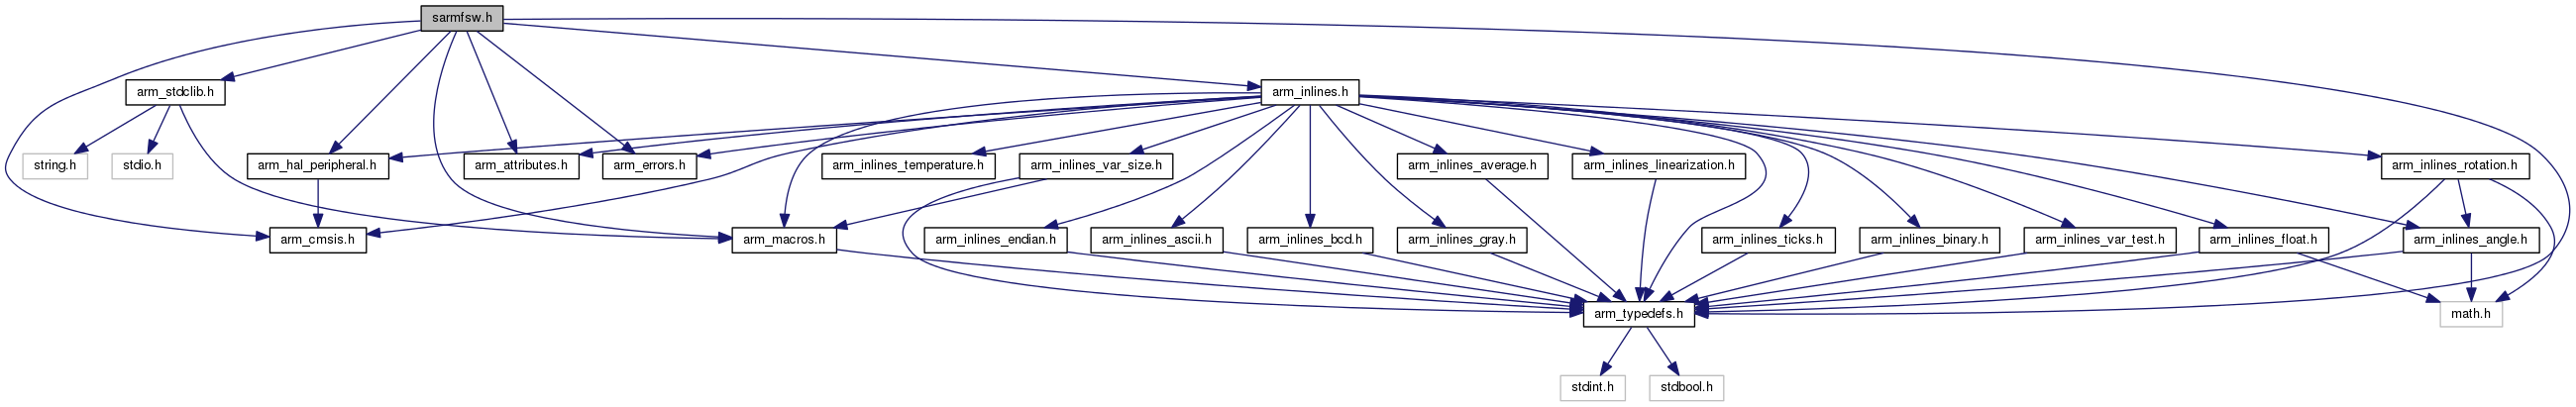 sarmfsw.h
arm_stdclib.h
arm_inlines.h
string.h
stdio.h
arm_hal_peripheral.h
arm_attributes.h
arm_errors.h
arm_inlines_temperature.h
arm_inlines_var_size.h
arm_inlines_average.h
arm_inlines_linearization.h
arm_inlines_rotation.h
arm_cmsis.h
arm_macros.h
arm_inlines_endian.h
arm_inlines_ascii.h
arm_inlines_bcd.h
arm_inlines_gray.h
arm_inlines_ticks.h
arm_inlines_binary.h
arm_inlines_var_test.h
arm_inlines_float.h
arm_inlines_angle.h
arm_typedefs.h
math.h
stdint.h
stdbool.h